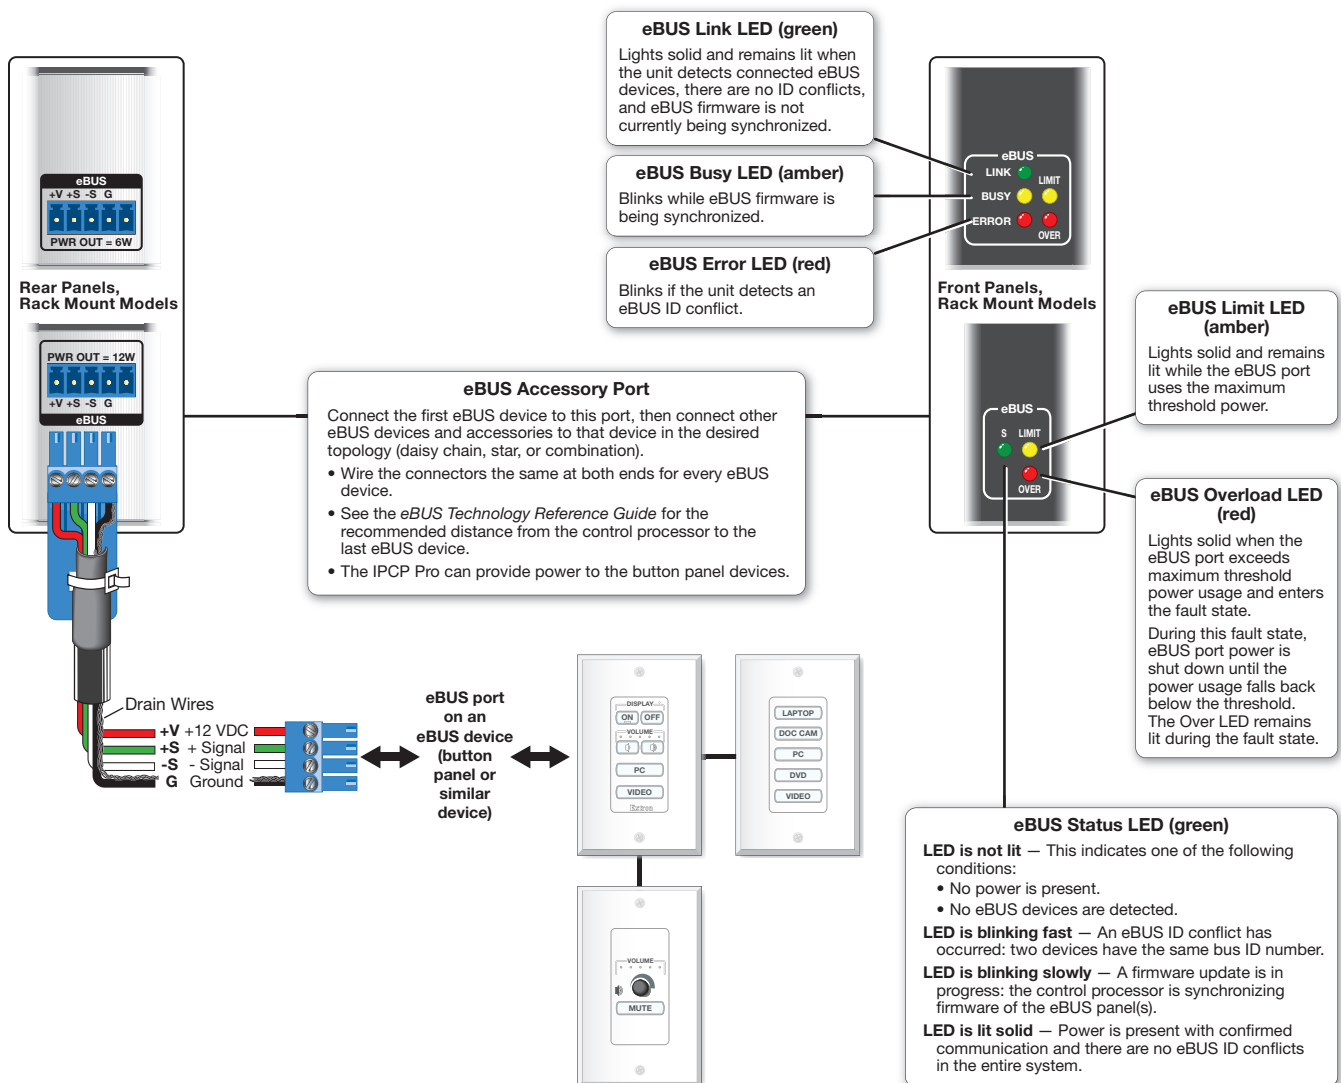 eBUS Link LED (green)
Lights solid and remains lit when
the unit detects connected eBUS
devices, there are no ID conflicts,
and eBUS firmware is not
currently being synchronized.
eBUS Busy LED (amber)
Blinks while eBUS firmware is
being synchronized.
eBUS Error LED (red)
Blinks if the unit detects an
eBUS ID conflict.
eBUS
+V +S -S G
PWR OUT = 6W
Rear Panels,
Rack Mount Models
PWR OUT = 12W
+V +S -S G
eBUS
eBUS
LINK
LIMIT
BUSY
ERROR
OVER
Front Panels,
Rack Mount Models
eBUS
S LIMIT
OVER
eBUS Limit LED
(amber)
Lights solid and remains
lit while the eBUS port
uses the maximum
threshold power.
eBUS Accessory Port
Connect the first eBUS device to this port, then connect other
eBUS devices and accessories to that device in the desired
topology (daisy chain, star, or combination).
• Wire the connectors the same at both ends for every eBUS
device.
• See the eBUS Technology Reference Guide for the
recommended distance from the control processor to the
last eBUS device.
• The IPCP Pro can provide power to the button panel devices.
eBUS Overload LED
(red)
Lights solid when the
eBUS port exceeds
maximum threshold
power usage and enters
the fault state.
During this fault state,
eBUS port power is
shut down until the
power usage falls back
below the threshold.
The Over LED remains
lit during the fault state.
Drain Wires
+V +12 VDC
+S + Signal
-S - Signal
G Ground
eBUS port
on an
eBUS device
(button
panel or
similar
device)
DISPLAY
ON OFF
VOLUME
PC
VIDEO
Extron
LAPTOP
DOC CAM
PC
DVD
VIDEO
VOLUME
MUTE
eBUS Status LED (green)
LED is not lit — This indicates one of the following
conditions:
• No power is present.
• No eBUS devices are detected.
LED is blinking fast — An eBUS ID conflict has
occurred: two devices have the same bus ID number.
LED is blinking slowly — A firmware update is in
progress: the control processor is synchronizing
firmware of the eBUS panel(s).
LED is lit solid — Power is present with confirmed
communication and there are no eBUS ID conflicts
in the entire system.